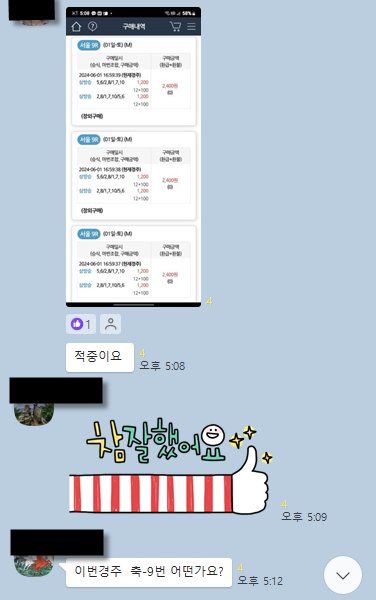 KT 5:08 58%
구매내역
서울 9R (01일-토) (M)
구매일시
(승식, 마번조합, 구매금액)
구매금액
(환급+환불)
2024-06-01 16:59:39 (현재경주)
삼쌍승 5,6/2,8/1,7,10 1,200
12×100
삼쌍승 2,8/1,7,10/5,6 1,200
12×100
2,400원
(0)
(장외구매)
서울 9R (01일-토) (M)
구매일시
(승식, 마번조합, 구매금액)
구매금액
(환급+환불)
2024-06-01 16:59:38 (현재경주)
삼쌍승 5,6/2,8/1,7,10 1,200
12×100
삼쌍승 2,8/1,7,10/5,6 1,200
12×100
2,400원
(0)
(장외구매)
서울 9R (01일-토) (M)
구매일시
(승식, 마번조합, 구매금액)
구매금액
(환급+환불)
2024-06-01 16:59:37 (현재경주)
삼쌍승 5,6/2,8/1,7,10 1,200
12×100
삼쌍승 2,8/1,7,10/5,6 1,200
12×100
2,400원
(0)
4
1
적중이요
4
오후 5:08
참잘했어요
4
오후 5:09
이번경주 축-9번 어떤가요?
4
오후 5:12